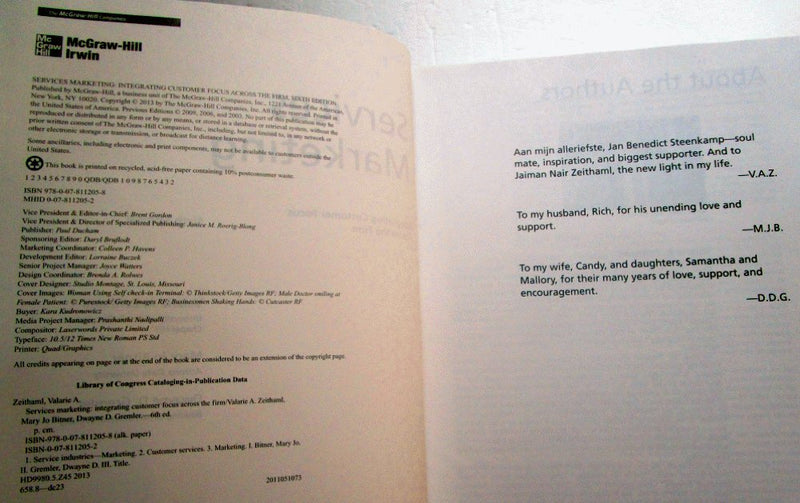 The McGraw-Hill Companies
Mc
Graw
Hill
McGraw-Hill
Irwin
SERVICES MARKETING: INTEGRATING CUSTOMER FOCUS ACROSS THE FIRM, SIXTH EDITION
Published by McGraw-Hill, a business unit of The McGraw-Hill Companies, Inc., 1221 Avenue of the Americas,
New York, NY 10020. Copyright © 2013 by The McGraw-Hill Companies, Inc. All rights reserved. Printed in
the United States of America. Previous Editions © 2009, 2006, and 2003. No part of this publication may be
reproduced or distributed in any form or by any means, or stored in a database or retrieval system, without the
prior written consent of The McGraw-Hill Companies, Inc., including, but not limited to, in any network or
other electronic storage or transmission, or broadcast for distance learning.
Some ancillaries, including electronic and print components, may not be available to customers outside the
United States.
This book is printed on recycled, acid-free paper containing 10% postconsumer waste.
1 2 3 4 5 6 7 8 9 0 QDB/QDB 1 0 9 8 7 6 5 4 3 2
ISBN 978-0-07-811205-8
MHID 0-07-811205-2
Vice President & Editor-in-Chief: Brent Gordon
Vice President & Director of Specialized Publishing: Janice M. Roerig-Blong
Publisher: Paul Ducham
Sponsoring Editor: Daryl Bruflodt
Marketing Coordinator: Colleen P. Havens
Development Editor: Lorraine Buczek
Senior Project Manager: Joyce Watters
Design Coordinator: Brenda A. Rolwes
Cover Designer: Studio Montage, St. Louis, Missouri
Cover Images: Woman Using Self check-in Terminal: © Thinkstock/Getty Images RF; Male Doctor smiling at
Female Patient: © Purestock/ Getty Images RF; Businessmen Shaking Hands: © Cutcaster RF
Buyer: Kara Kudronowicz
Media Project Manager: Prashanthi Nadipalli
Compositor: Laserwords Private Limited
Typeface: 10.5/12 Times New Roman PS Std
Printer: Quad/Graphics
All credits appearing on page or at the end of the book are considered to be an extension of the copyright page.
Library of Congress Cataloging-in-Publication Data
Zeithaml, Valarie A.
Services marketing: integrating customer focus across the firm/Valarie A. Zeithaml,
Mary Jo Bitner, Dwayne D. Gremler.—6th ed.
p. cm.
ISBN-978-0-07-811205-8 (alk. paper)
ISBN-0-07-811205-2
1. Service industries—Marketing. 2. Customer services. 3. Marketing. I. Bitner, Mary Jo.
II. Gremler, Dwayne D. III. Title.
HD9980.5.Z45 2013
658.8—dc23
2011051073
Aan mijn alleriefste, Jan Benedict Steenkamp—soul
mate, inspiration, and biggest supporter. And to
Jaiman Nair Zeithaml, the new light in my life.
—V.A.Z.
To my husband, Rich, for his unending love and
support.
—M.J.B.
To my wife, Candy, and daughters, Samantha and
Mallory, for their many years of love, support, and
encouragement.
—D.D.G.